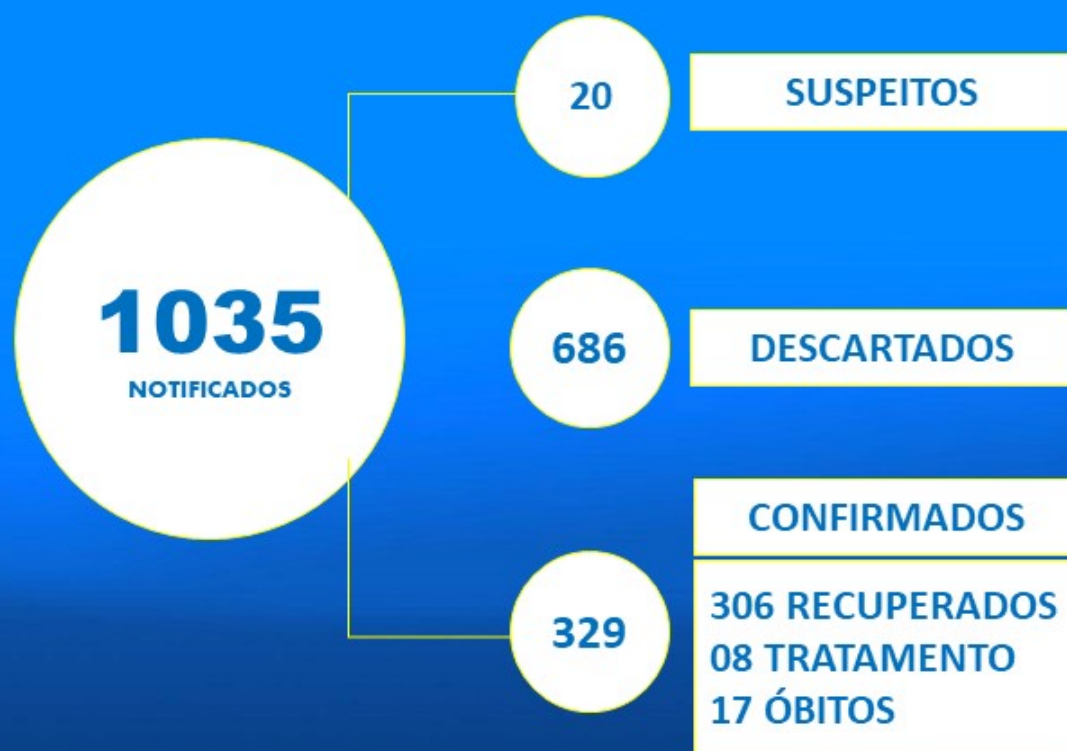 1035
NOTIFICADOS
20
SUSPEITOS
686
DESCARTADOS
329
CONFIRMADOS
306 RECUPERADOS
08 TRATAMENTO
17 ÓBITOS